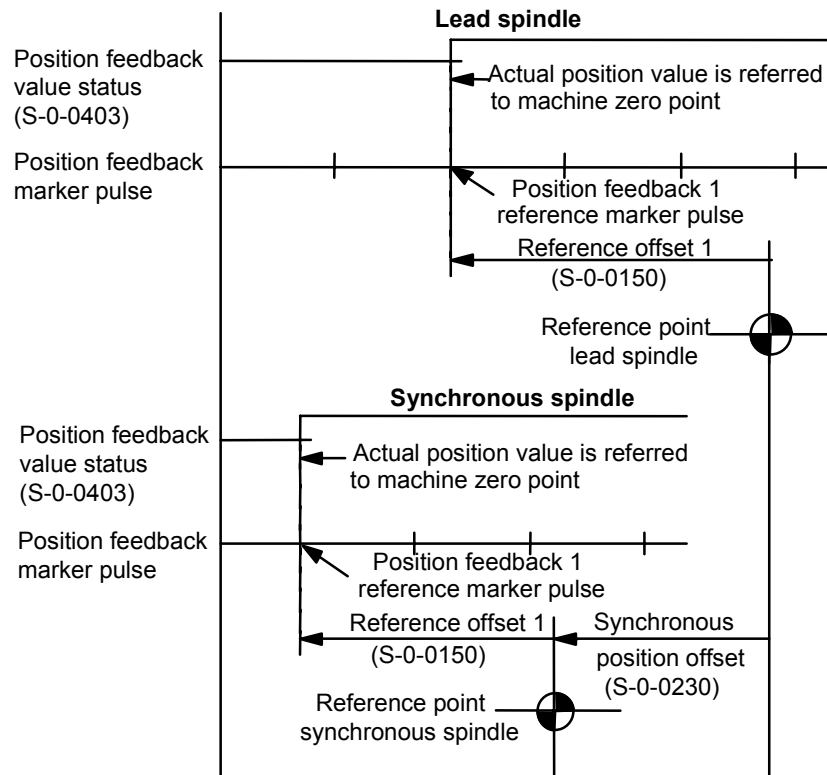 Lead spindle
Position feedback
value status
(S-0-0403)
Actual position value is referred
to machine zero point
Position feedback
marker pulse
Position feedback 1
reference marker pulse
Reference offset 1
(S-0-0150)
Reference point
lead spindle
Synchronous spindle
Position feedback
value status
(S-0-0403)
Actual position value is referred
to machine zero point
Position feedback
marker pulse
Position feedback 1
reference marker pulse
Reference offset 1
(S-0-0150)
Synchronous
position offset
(S-0-0230)
Reference point
synchronous spindle